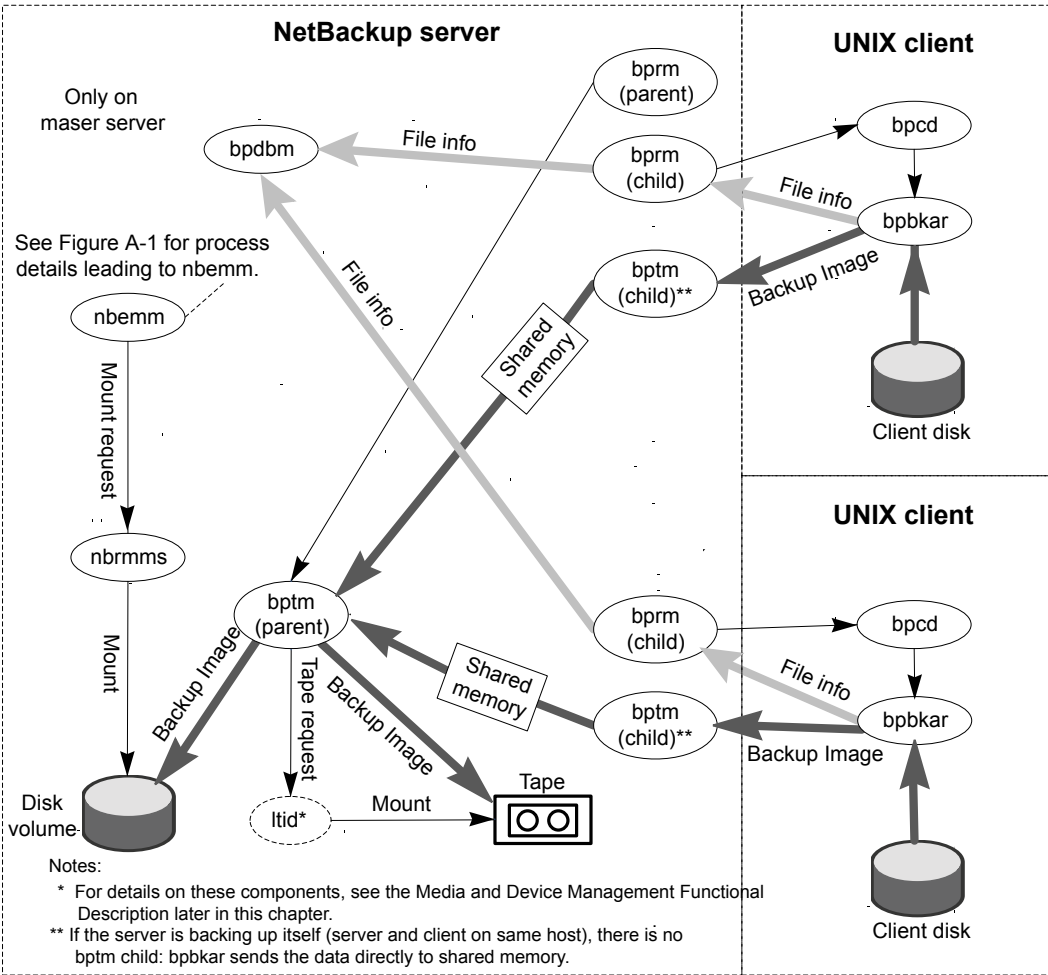 NetBackup server
UNIX client
bprm
(parent)
Only on
maser server
bpcd
bpdbm
File info
bprm
(child)
File info
bpbkar
See Figure A-1 for process
details leading to nbemm.
File info
bptm
(child)**
Backup Image
nbemm
Shared
memory
Mount request
Client disk
UNIX client
nbrmms
bptm
(parent)
bprm
(child)
bpcd
Mount
Backup Image
Tape request
Backup Image
Shared
memory
File info
bptm
(child)**
bpbkar
Backup Image
Tape
Disk
volume
ltid*
Mount
Client disk
Notes:
* For details on these components, see the Media and Device Management Functional
Description later in this chapter.
** If the server is backing up itself (server and client on same host), there is no
bptm child: bpbkar sends the data directly to shared memory.